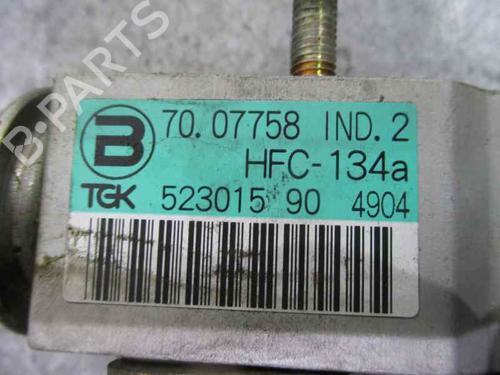 B 70.07758 IND.2
HFC-134a
TGK 523015 90 4904
B-PARTS